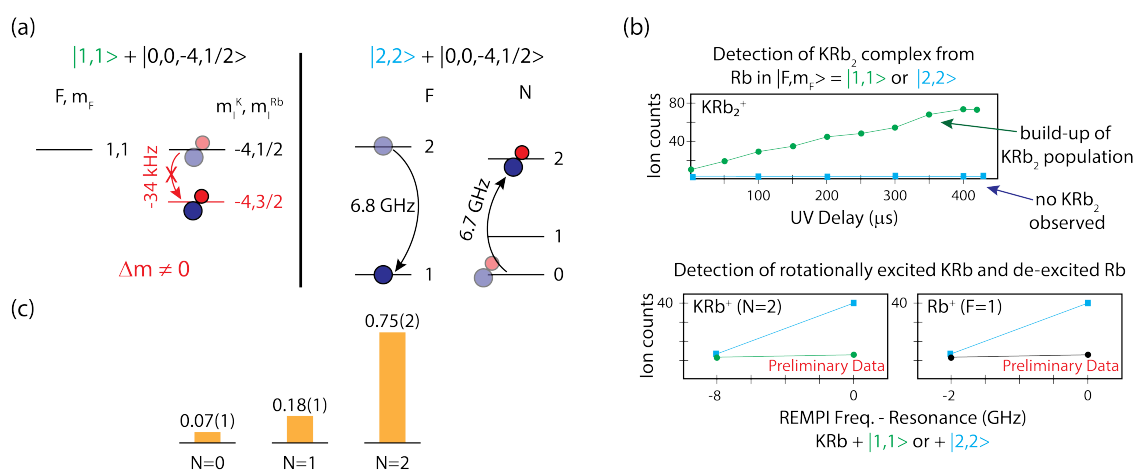 (a)
|1,1> + |0,0,-4,1/2>
F, m_F
m_I^K, m_I^Rb
1,1
-4,1/2
-34 kHz
-4,3/2
Δm ≠ 0
|2,2> + |0,0,-4,1/2>
F
N
2
2
6.8 GHz
6.7 GHz
1
1
0
(b)
Detection of KRb₂ complex from
Rb in |F,m_F> = |1,1> or |2,2>
80
40
Ion counts
KRb₂⁺
0
100
200
300
400
UV Delay (μs)
build-up of
KRb₂ population
no KRb₂
observed
Detection of rotationally excited KRb and de-excited Rb
40
Ion counts
KRb⁺ (N=2)
Preliminary Data
-8
0
40
Rb⁺ (F=1)
Preliminary Data
-2
0
REMPI Freq. - Resonance (GHz)
KRb + |1,1> or + |2,2>
(c)
0.07(1)
0.18(1)
0.75(2)
N=0
N=1
N=2